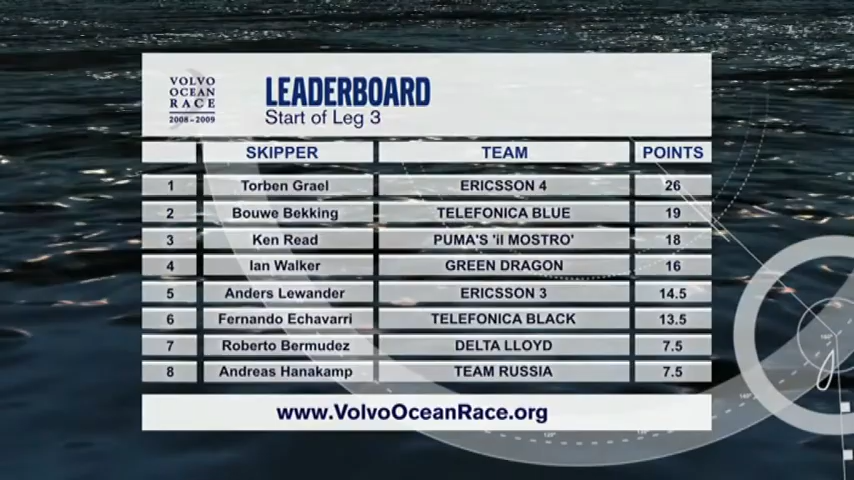 VOLVO
OCEAN
RACE
2008-2009
LEADERBOARD
Start of Leg 3
SKIPPER TEAM POINTS
1 Torben Grael ERICSSON 4 26
2 Bouwe Bekking TELEFONICA BLUE 19
3 Ken Read PUMA'S 'il MOSTRO' 18
4 Ian Walker GREEN DRAGON 16
5 Anders Lewander ERICSSON 3 14.5
6 Fernando Echavarri TELEFONICA BLACK 13.5
7 Roberto Bermudez DELTA LLOYD 7.5
8 Andreas Hanakamp TEAM RUSSIA 7.5
www.VolvoOceanRace.org